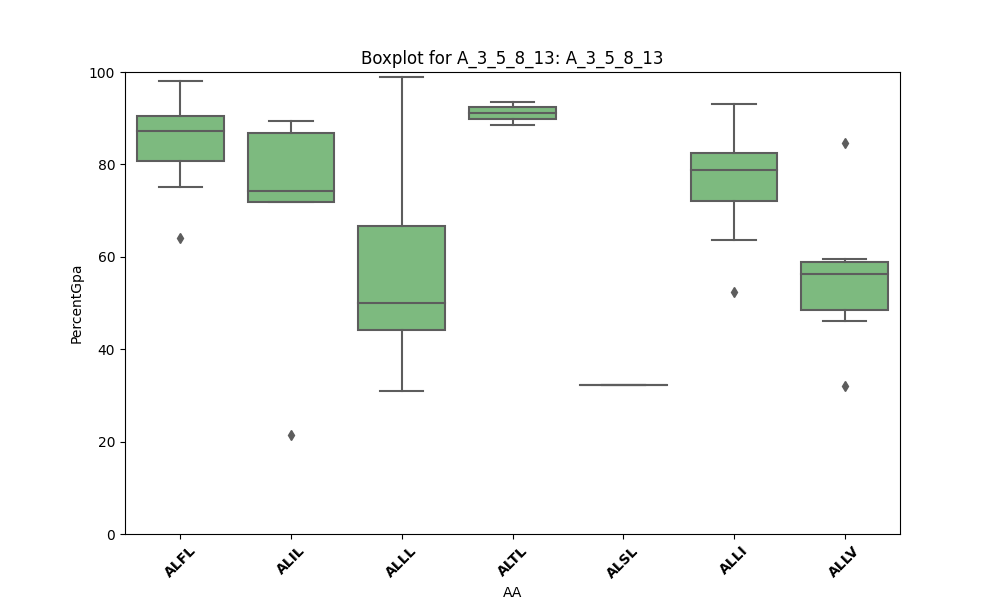 Boxplot for A_3_5_8_13: A_3_5_8_13
100
80
60
40
20
0
PercentGpa
ALFL
ALIL
ALLL
ALTL
ALSL
ALLI
ALLV
AA